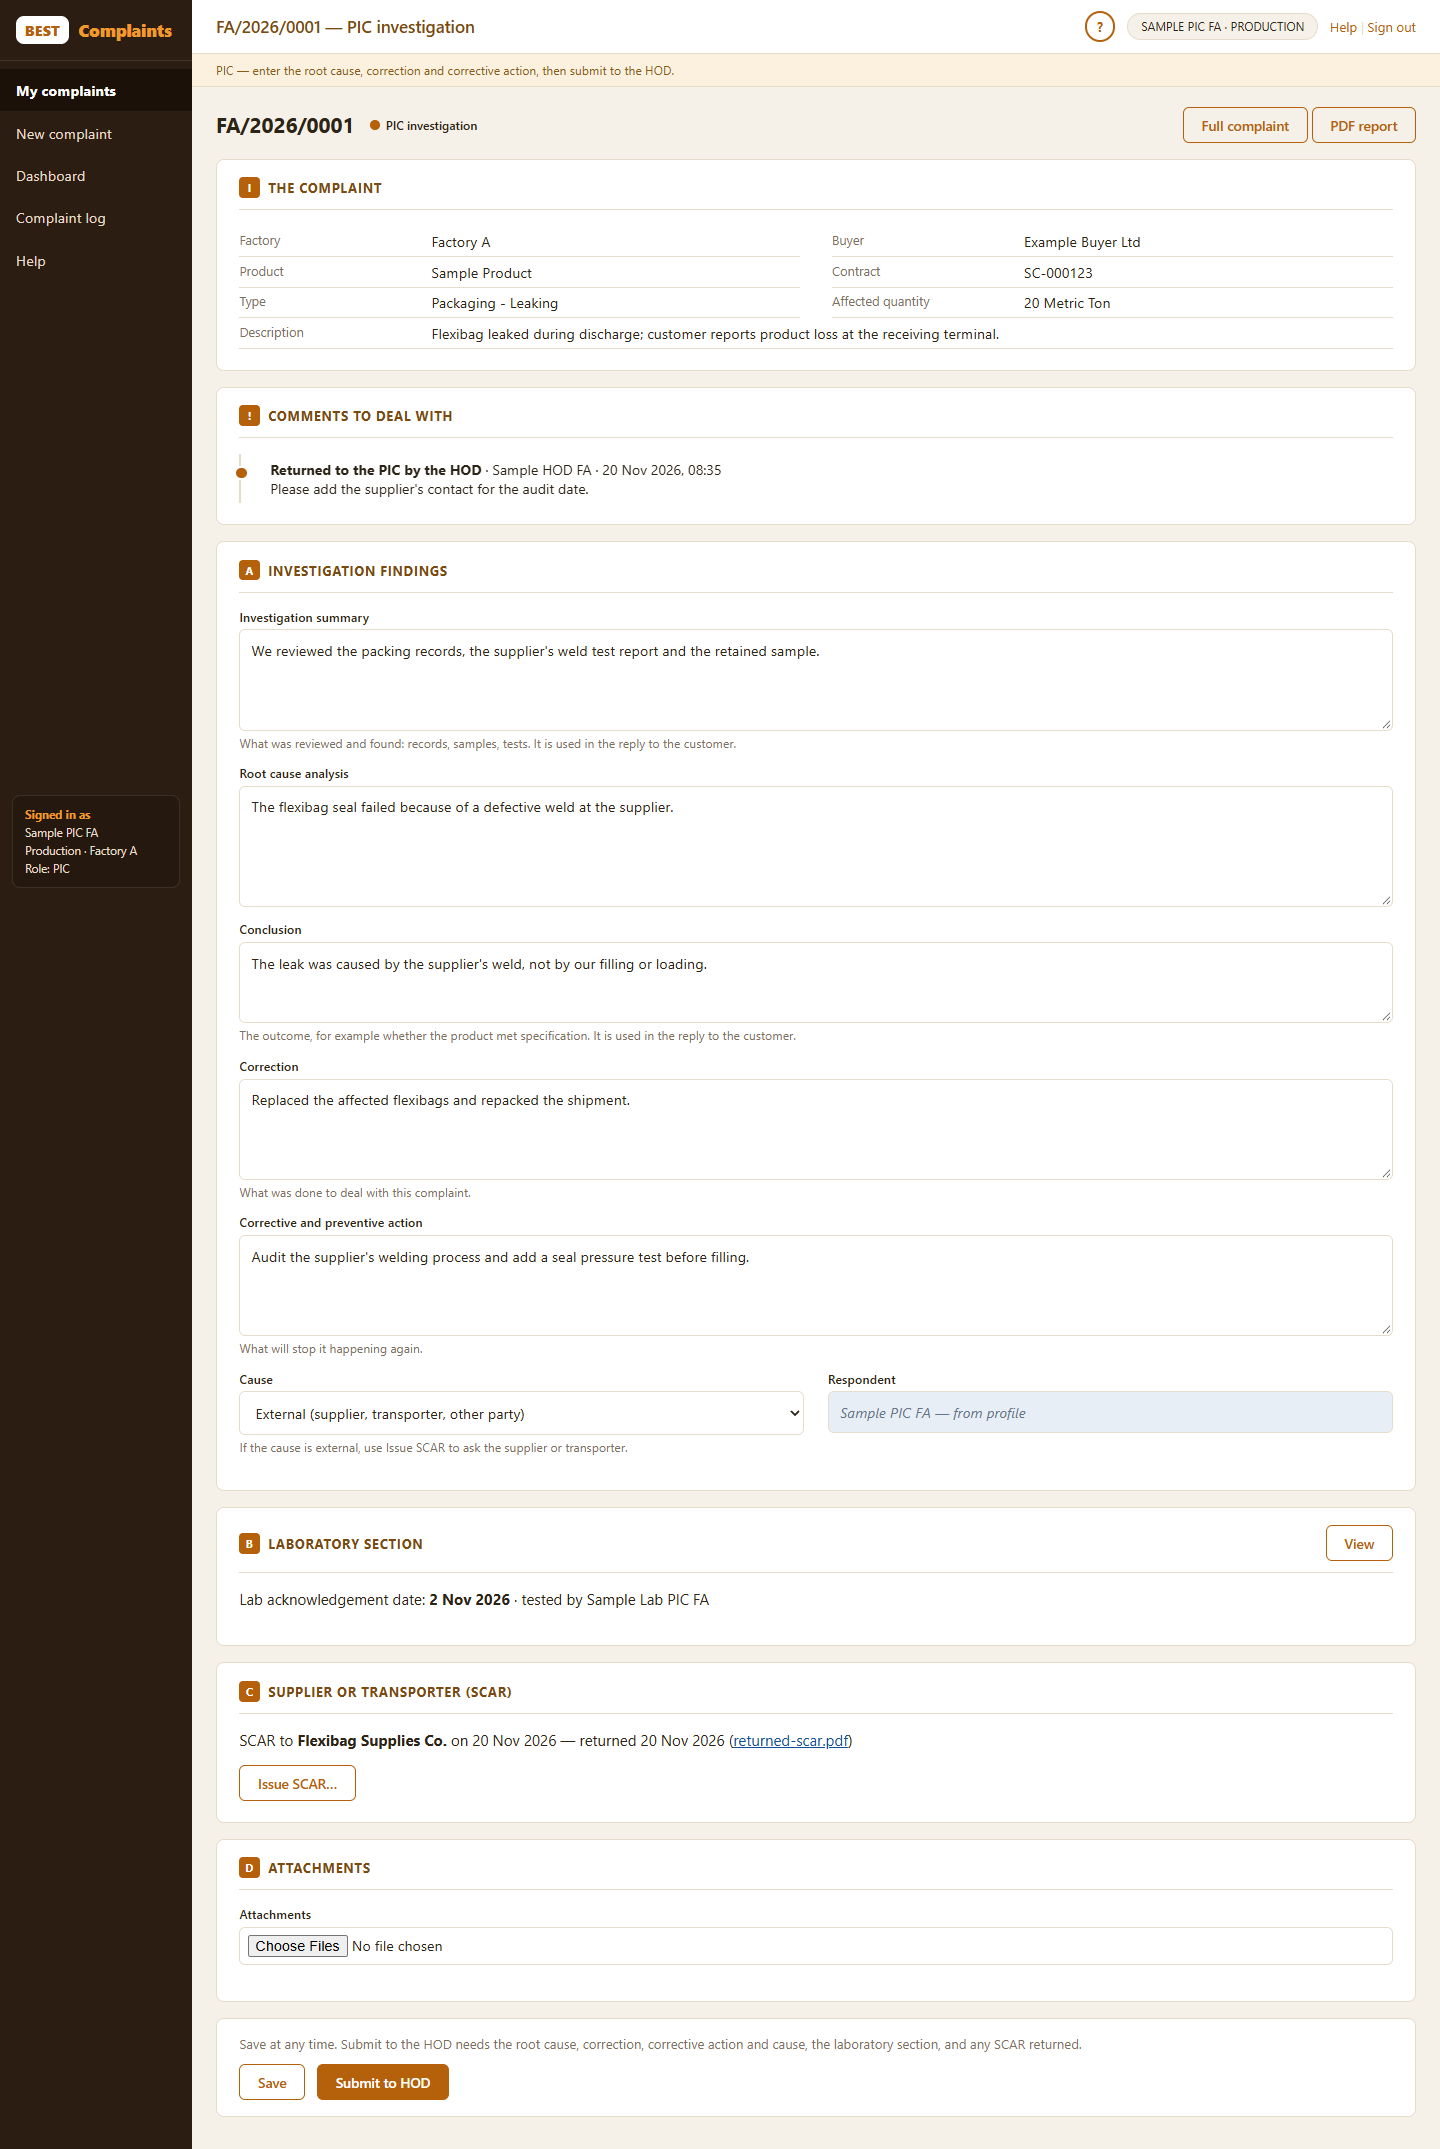 BEST Complaints
My complaints
New complaint
Dashboard
Complaint log
Help
Signed in as
Sample PIC FA
Production · Factory A
Role: PIC
FA/2026/0001 — PIC investigation
? SAMPLE PIC FA · PRODUCTION Help | Sign out
PIC — enter the root cause, correction and corrective action, then submit to the HOD.
FA/2026/0001 PIC investigation
Full complaint PDF report
I THE COMPLAINT
Factory Factory A Buyer Example Buyer Ltd
Product Sample Product Contract SC-000123
Type Packaging - Leaking Affected quantity 20 Metric Ton
Description Flexibag leaked during discharge; customer reports product loss at the receiving terminal.
! COMMENTS TO DEAL WITH
Returned to the PIC by the HOD · Sample HOD FA · 20 Nov 2026, 08:35
Please add the supplier's contact for the audit date.
A INVESTIGATION FINDINGS
Investigation summary
We reviewed the packing records, the supplier's weld test report and the retained sample.
What was reviewed and found: records, samples, tests. It is used in the reply to the customer.
Root cause analysis
The flexibag seal failed because of a defective weld at the supplier.
Conclusion
The leak was caused by the supplier's weld, not by our filling or loading.
The outcome, for example whether the product met specification. It is used in the reply to the customer.
Correction
Replaced the affected flexibags and repacked the shipment.
What was done to deal with this complaint.
Corrective and preventive action
Audit the supplier's welding process and add a seal pressure test before filling.
What will stop it happening again.
Cause Respondent
External (supplier, transporter, other party) Sample PIC FA — from profile
If the cause is external, use Issue SCAR to ask the supplier or transporter.
B LABORATORY SECTION View
Lab acknowledgement date: 2 Nov 2026 · tested by Sample Lab PIC FA
C SUPPLIER OR TRANSPORTER (SCAR)
SCAR to Flexibag Supplies Co. on 20 Nov 2026 — returned 20 Nov 2026 (returned-scar.pdf)
Issue SCAR...
D ATTACHMENTS
Attachments
Choose Files No file chosen
Save at any time. Submit to the HOD needs the root cause, correction, corrective action and cause, the laboratory section, and any SCAR returned.
Save Submit to HOD